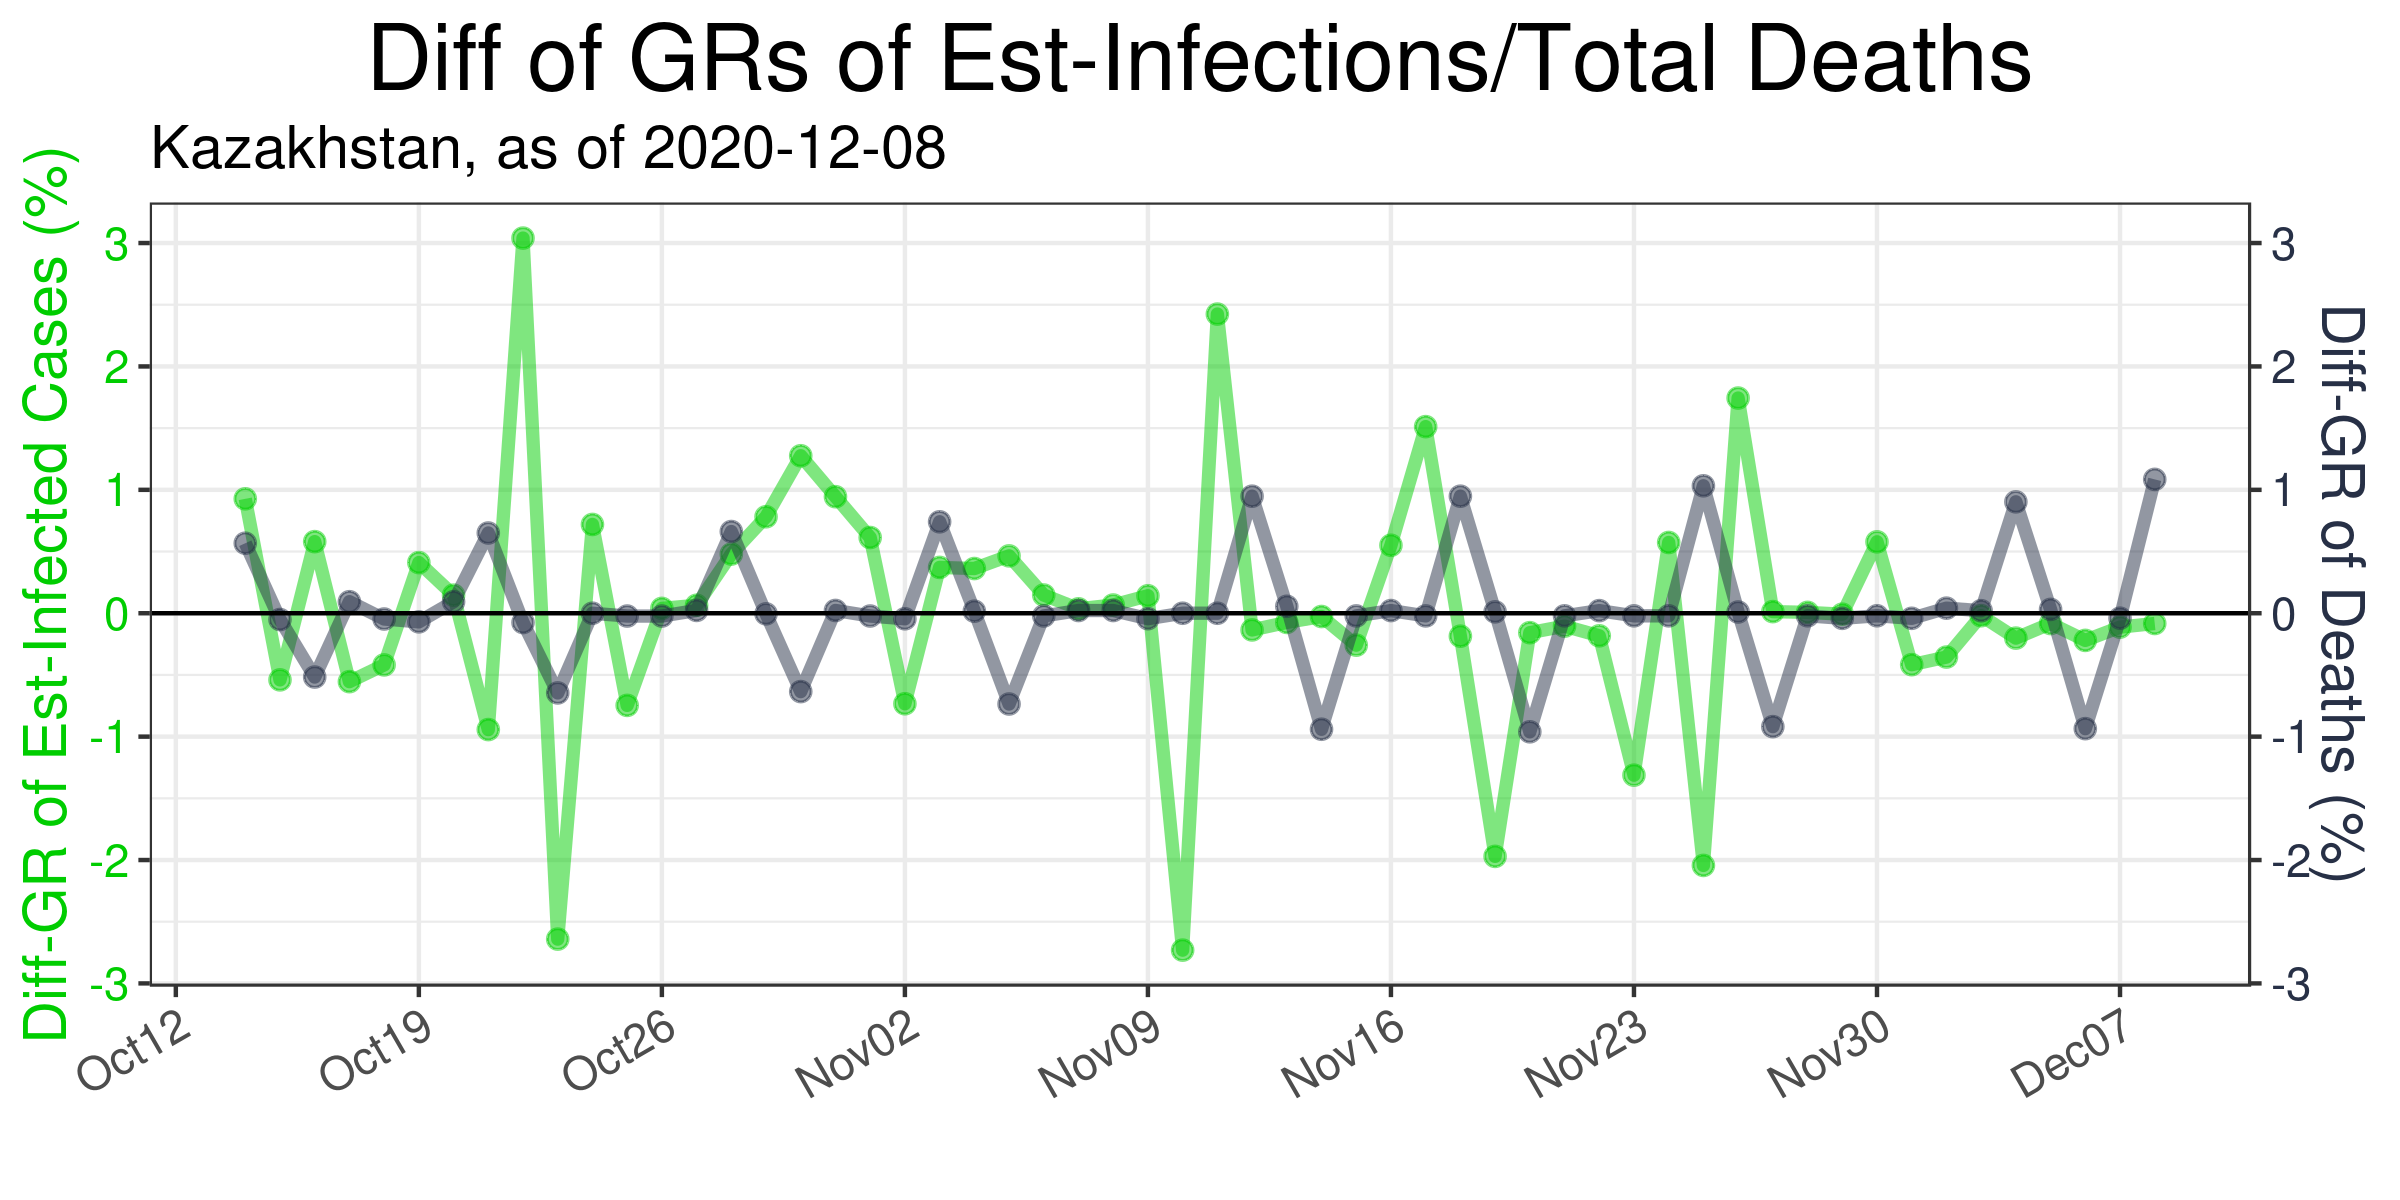 Diff of GRs of Est-Infections/Total Deaths
Kazakhstan, as of 2020-12-08
Diff-GR of Est-Infected Cases (%)
3
2
1
0
-1
-2
-3
3
2
1
0
-1
-2
-3
Diff-GR of Deaths (%)
Oct12
Oct19
Oct26
Nov02
Nov09
Nov16
Nov23
Nov30
Dec07